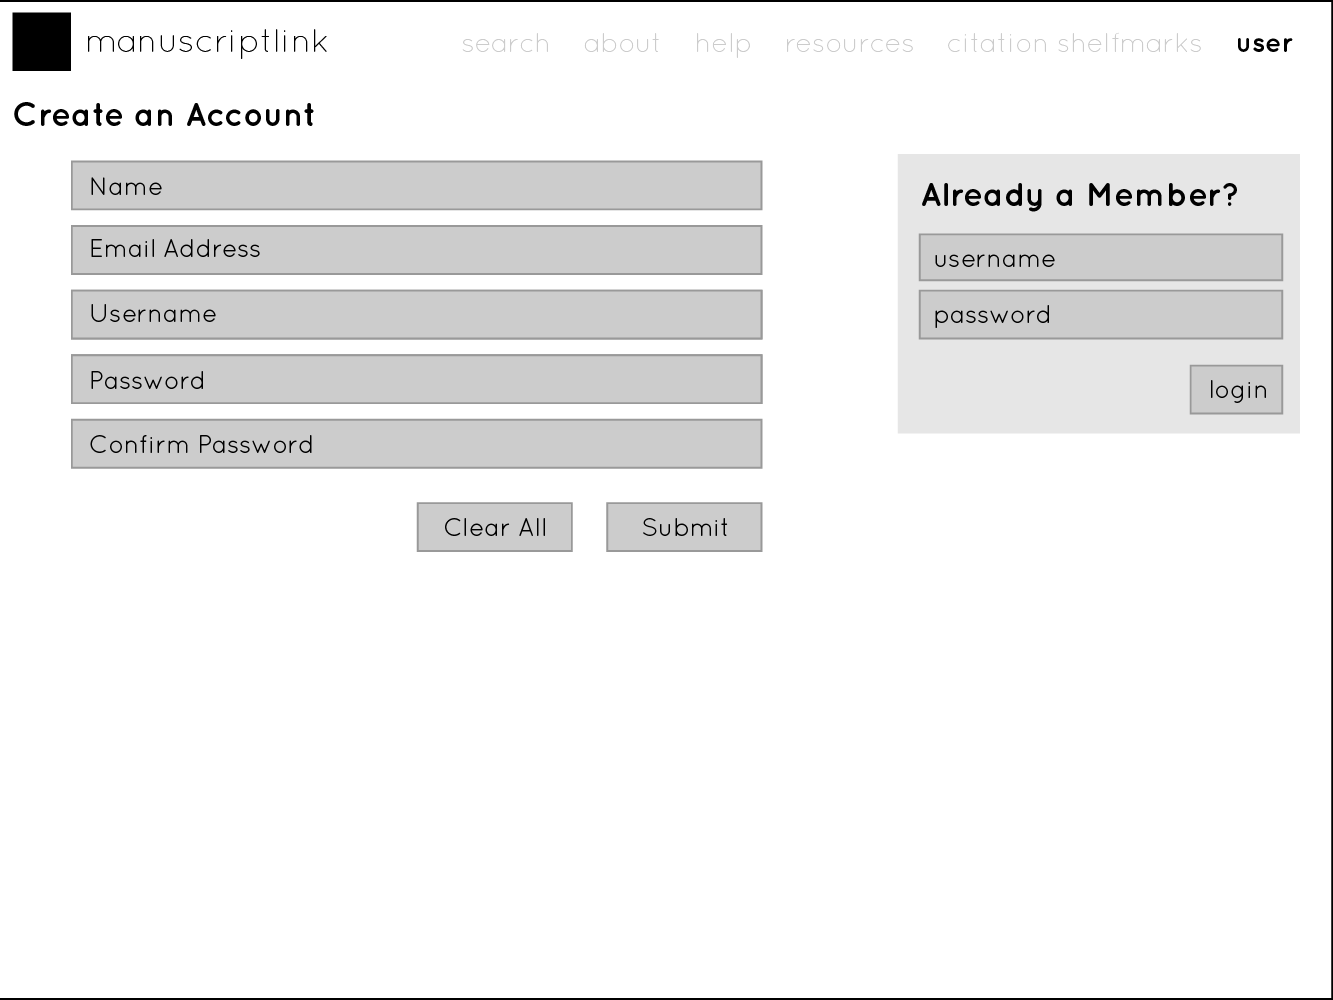 manuscriptlink
search about help resources citation shelfmarks user
Create an Account
Name
Email Address
Username
Password
Confirm Password
Clear All
Submit
Already a Member?
username
password
login